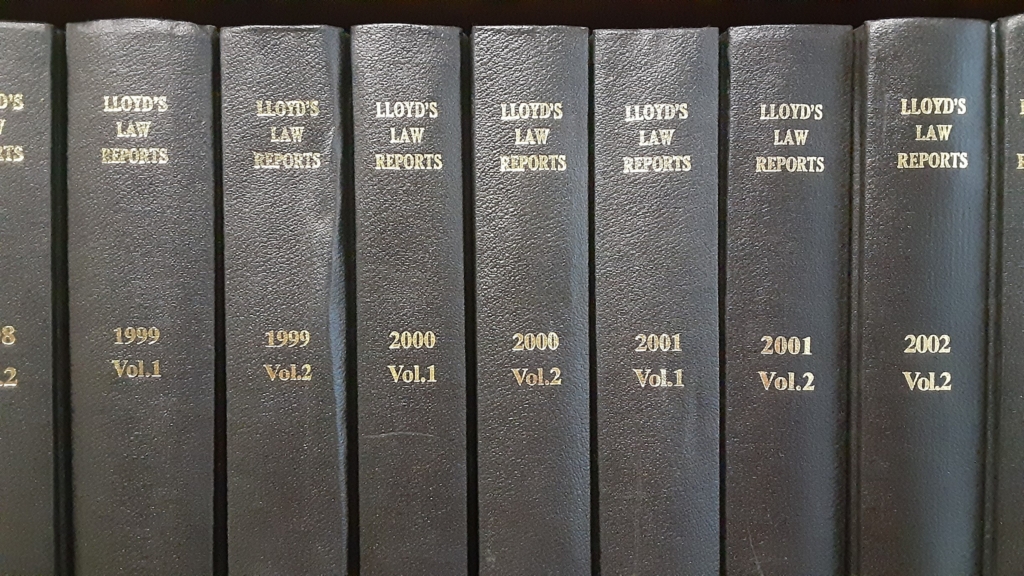 D'S
8
.2
LLOYD'S
LAW
REPORTS
1999
Vol.1
LLOYD'S
LAW
REPORTS
1999
Vol.2
LLOYD'S
LAW
REPORTS
2000
Vol.1
LLOYD'S
LAW
REPORTS
2000
Vol.2
LLOYD'S
LAW
REPORTS
2001
Vol.1
LLOYD'S
LAW
REPORTS
2001
Vol.2
LLOYD'S
LAW
REPORTS
2002
Vol.2